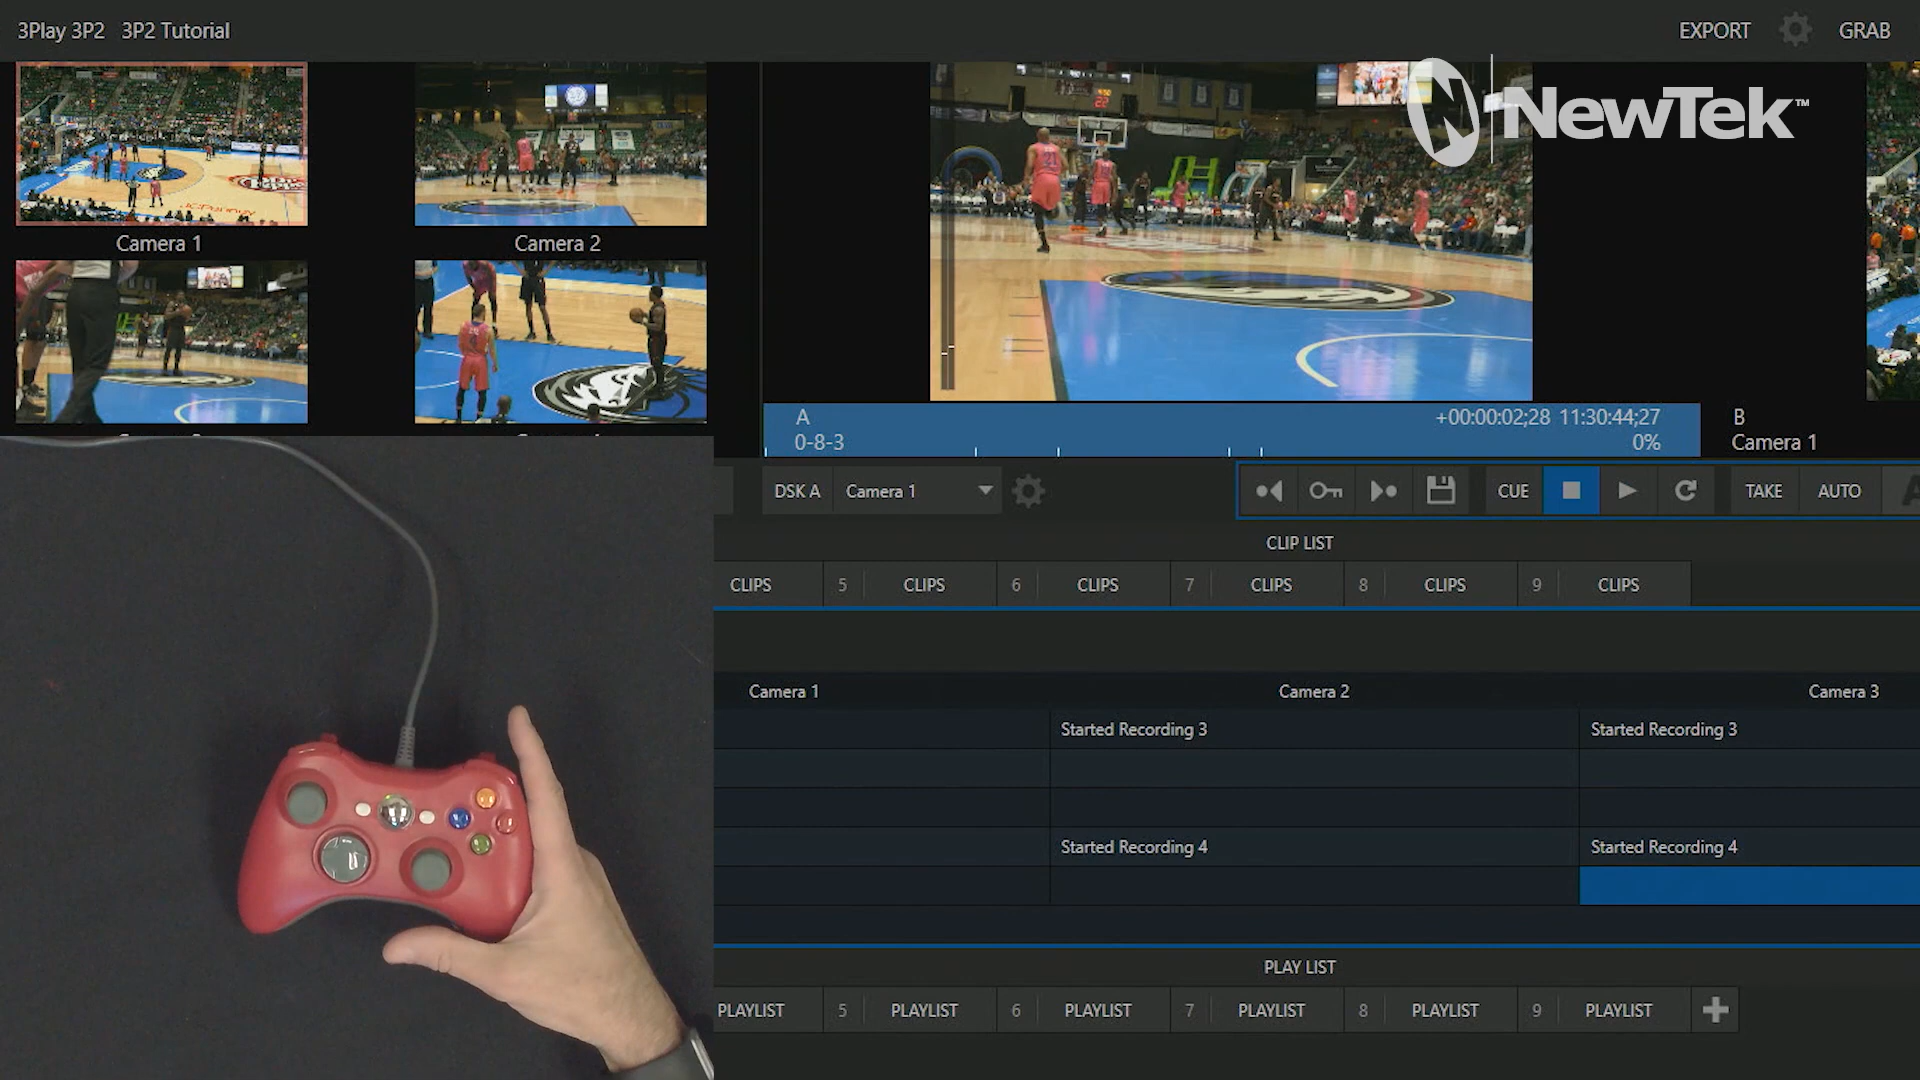 3Play 3P2 3P2 Tutorial EXPORT GRAB
NewTek™
Camera 1 Camera 2
A +00:00:02;28 11:30:44;27 B
0-8-3 0% Camera 1
DSK A Camera 1 CUE TAKE AUTO
CLIP LIST
CLIPS 5 CLIPS 6 CLIPS 7 CLIPS 8 CLIPS 9 CLIPS
Camera 1 Camera 2 Camera 3
Started Recording 3 Started Recording 3
Started Recording 4 Started Recording 4
PLAY LIST
PLAYLIST 5 PLAYLIST 6 PLAYLIST 7 PLAYLIST 8 PLAYLIST 9 PLAYLIST